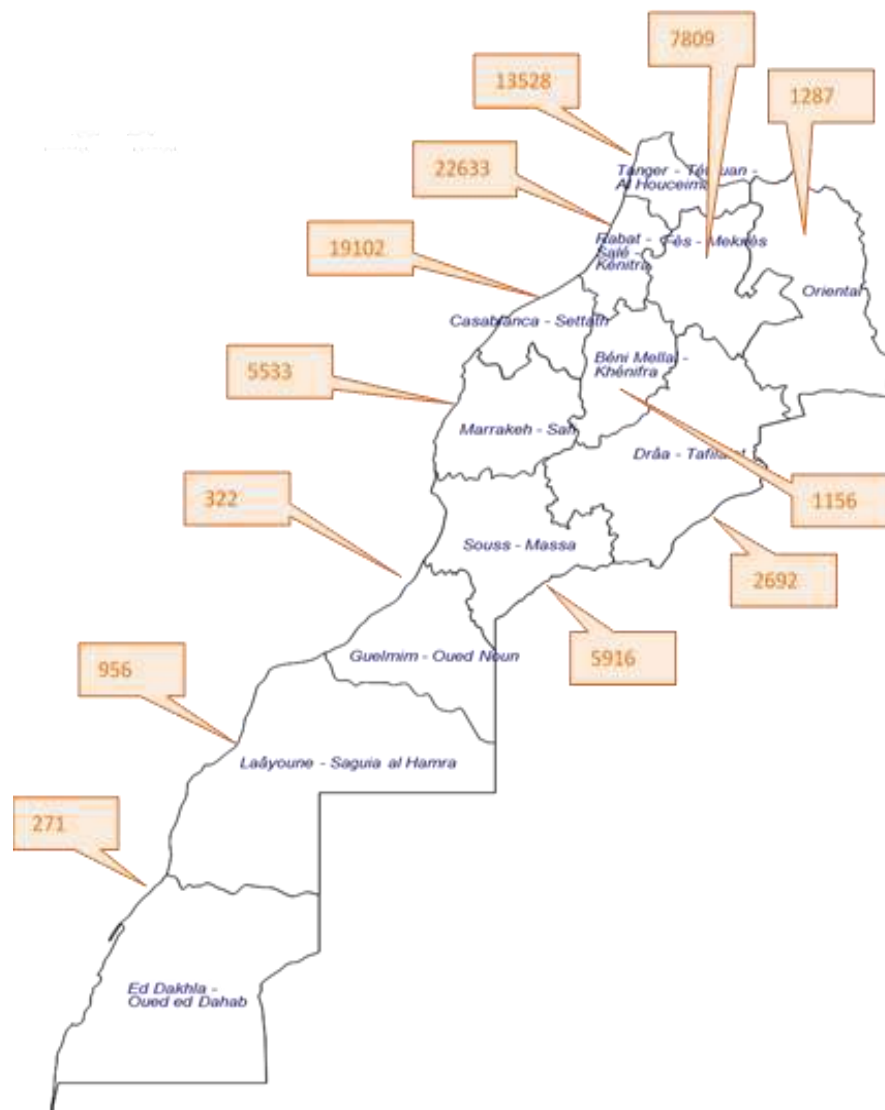 7809
13528
1287
22633
Tanger - Tétouan -
Al Houceima
19102
Rabat -
Salé -
Kénitra
Fès - Meknès
Oriental
Casablanca - Settath
5533
Béni Mellal -
Khénifra
Marrakeh - Safi
Drâa - Tafilalet
322
1156
Souss - Massa
2692
956
Guelmim - Oued Noun
5916
Laâyoune - Saguia al Hamra
271
Ed Dakhla -
Oued ed Dahab